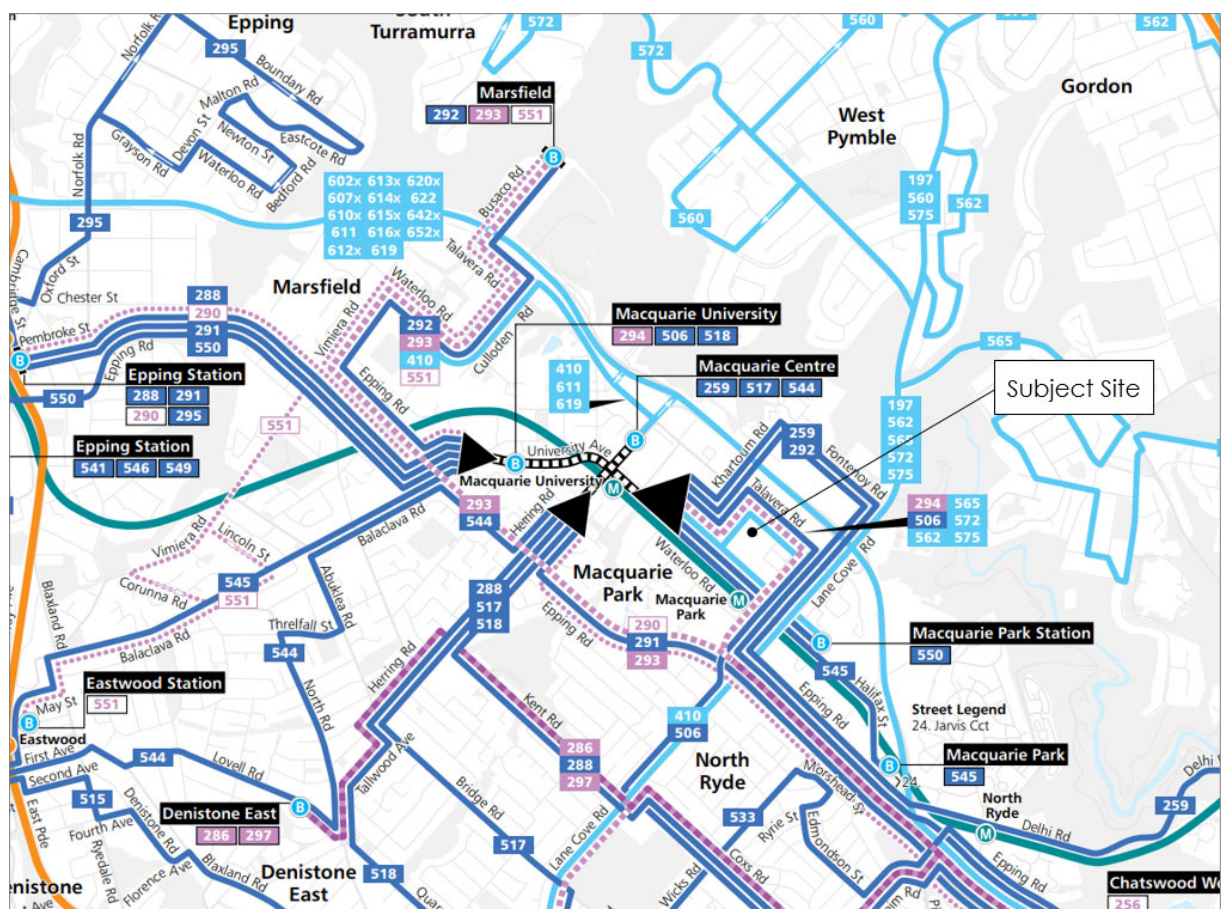 Epping
South
Turramurra
572
560
572
562
Norfolk Rd
295
Boundary Rd
Malton Rd
Devon St
Newton St
Eastcote Rd
Grayson Rd
Waterloo Rd
Bedford Rd
Norfolk Rd
295
Oxford St
Cambridge St
Chester St
Pembroke St
Marsfield
292 293 551
572
West
Pymble
Gordon
197
560
575
562
560
602x 613x 620x
607x 614x 622
610x 615x 642x
611 616x 652x
612x 619
Busaco Rd
Talavera Rd
Marsfield
Waterloo Rd
Vimiera Rd
292
293
410
551
Culloden Rd
288
290
291
550
Epping Rd
550
Epping Station
288 291
290 295
Epping Station
541 546 549
551
Epping Rd
Macquarie University
294 506 518
Macquarie Centre
259 517 544
410
611
619
Subject Site
565
197
562
565
572
575
University Ave
Macquarie University
Khartoum Rd
259
292
Fontenoy Rd
Talavera Rd
294 565
506 572
562 575
293
544
Herring Rd
Balaclava Rd
Vimiera Rd
Lincoln St
Corunna Rd
545
551
Abuklea Rd
Waterloo Rd
Lane Cove Rd
Macquarie
Park
Macquarie
Park
288
517
518
Epping Rd
290
291
293
Macquarie Park Station
550
545
Halifax St
Blaxland Rd
Balaclava Rd
Threlfall St
544
Herring Rd
North Rd
Eastwood Station
551
May St
Eastwood
First Ave
Second Ave
544
Lovell Rd
Tallwood Ave
Kent Rd
286
288
297
410
506
North
Ryde
Epping Rd
Street Legend
24. Jarvis Cct
Macquarie Park
545
24
North
Ryde
Delhi Rd
Delhi Rd
259
515
Fourth Ave
Denistone Rd
East Pde
Ryedale Rd
Florence Ave
Blaxland Rd
Denistone East
286 297
Bridge Rd
517
Lane Cove Rd
533
Ryrie St
Edmondson St
Morshead St
Coxs Rd
Wicks Rd
Epping Rd
enistone
Denistone
East
518
Chatswood We
256